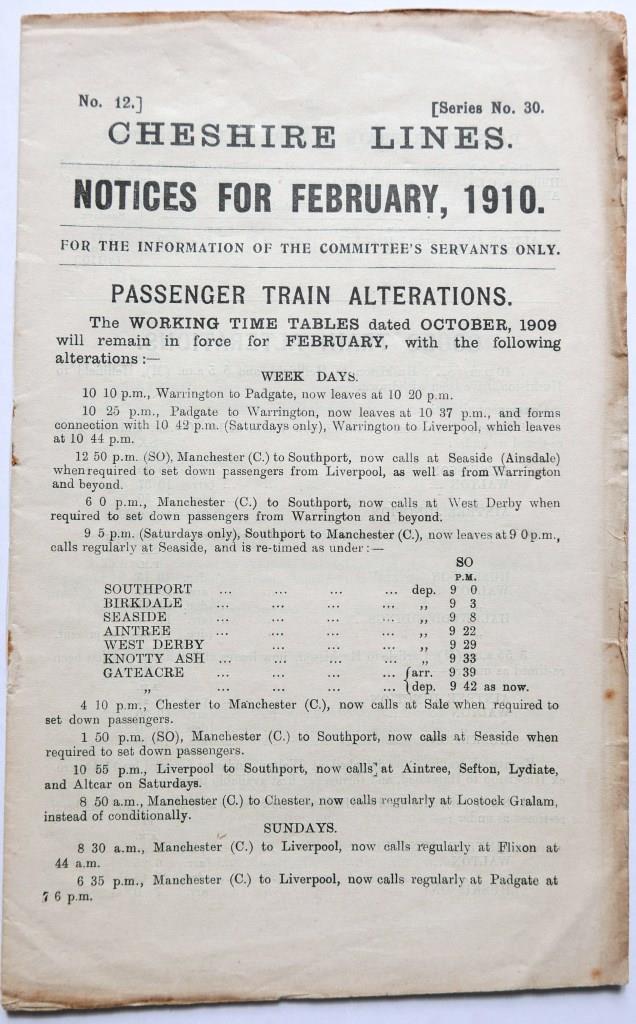 No. 12.]
[Series No. 30.
CHESHIRE LINES.
NOTICES FOR FEBRUARY, 1910.
FOR THE INFORMATION OF THE COMMITTEE'S SERVANTS ONLY.
PASSENGER TRAIN ALTERATIONS.
The WORKING TIME TABLES dated OCTOBER, 1909
will remain in force for FEBRUARY, with the following
alterations :—
WEEK DAYS.
10 10 p.m., Warrington to Padgate, now leaves at 10 20 p.m.
10 25 p.m., Padgate to Warrington, now leaves at 10 37 p.m., and forms
connection with 10 42 p.m. (Saturdays only), Warrington to Liverpool, which leaves
at 10 44 p.m.
12 50 p.m. (SO), Manchester (C.) to Southport, now calls at Seaside (Ainsdale)
when required to set down passengers from Liverpool, as well as from Warrington
and beyond.
6 0 p.m., Manchester (C.) to Southport, now calls at West Derby when
required to set down passengers from Warrington and beyond.
9 5 p.m. (Saturdays only), Southport to Manchester (C.), now leaves at 9 0 p.m.,
calls regularly at Seaside, and is re-timed as under :—
SO
P.M.
SOUTHPORT ... ... ... ... dep. 9 0
BIRKDALE ... ... ... ... ,, 9 3
SEASIDE ... ... ... ... ,, 9 8
AINTREE ... ... ... ... ,, 9 22
WEST DERBY ... ... ... ,, 9 29
KNOTTY ASH ... ... ... ... ,, 9 33
GATEACRE ... ... ... ... { arr. 9 39
,, ... ... ... ... { dep. 9 42 as now.
4 10 p.m., Chester to Manchester (C.), now calls at Sale when required to
set down passengers.
1 50 p.m. (SO), Manchester (C.) to Southport, now calls at Seaside when
required to set down passengers.
10 55 p.m., Liverpool to Southport, now calls at Aintree, Sefton, Lydiate,
and Altcar on Saturdays.
8 50 a.m., Manchester (C.) to Chester, now calls regularly at Lostock Gralam,
instead of conditionally.
SUNDAYS.
8 30 a.m., Manchester (C.) to Liverpool, now calls regularly at Flixon at
44 a.m.
6 35 p.m., Manchester (C.) to Liverpool, now calls regularly at Padgate at
7 6 p.m.